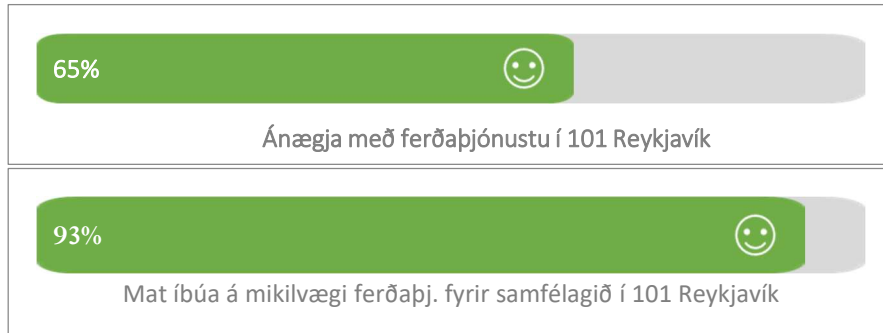 65%
Ánægja með ferðaþjónustu í 101 Reykjavík
93%
Mat íbúa á mikilvægi ferðaþj. fyrir samfélagið í 101 Reykjavík